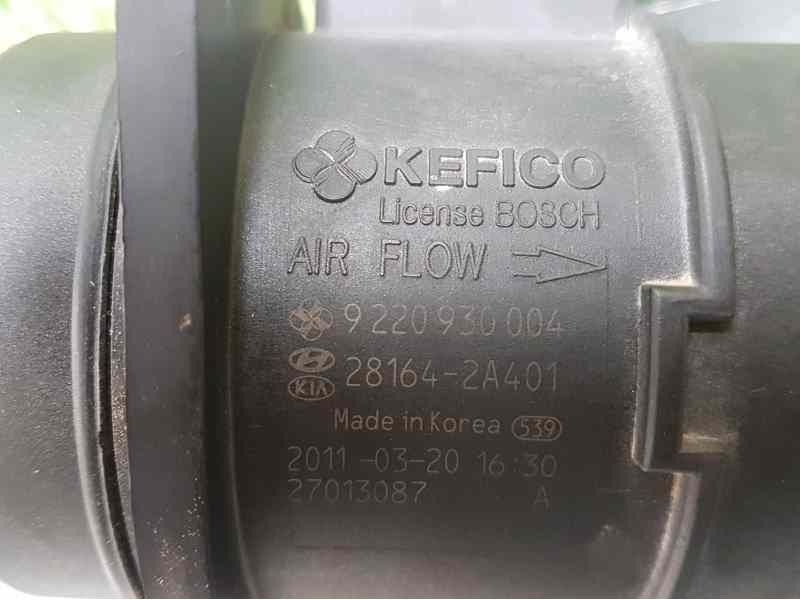 KEFICO
License BOSCH
AIR FLOW
9 220 930 004
28164-2A401
KIA
Made in Korea 539
2011-03-20 16:30
27013087 A